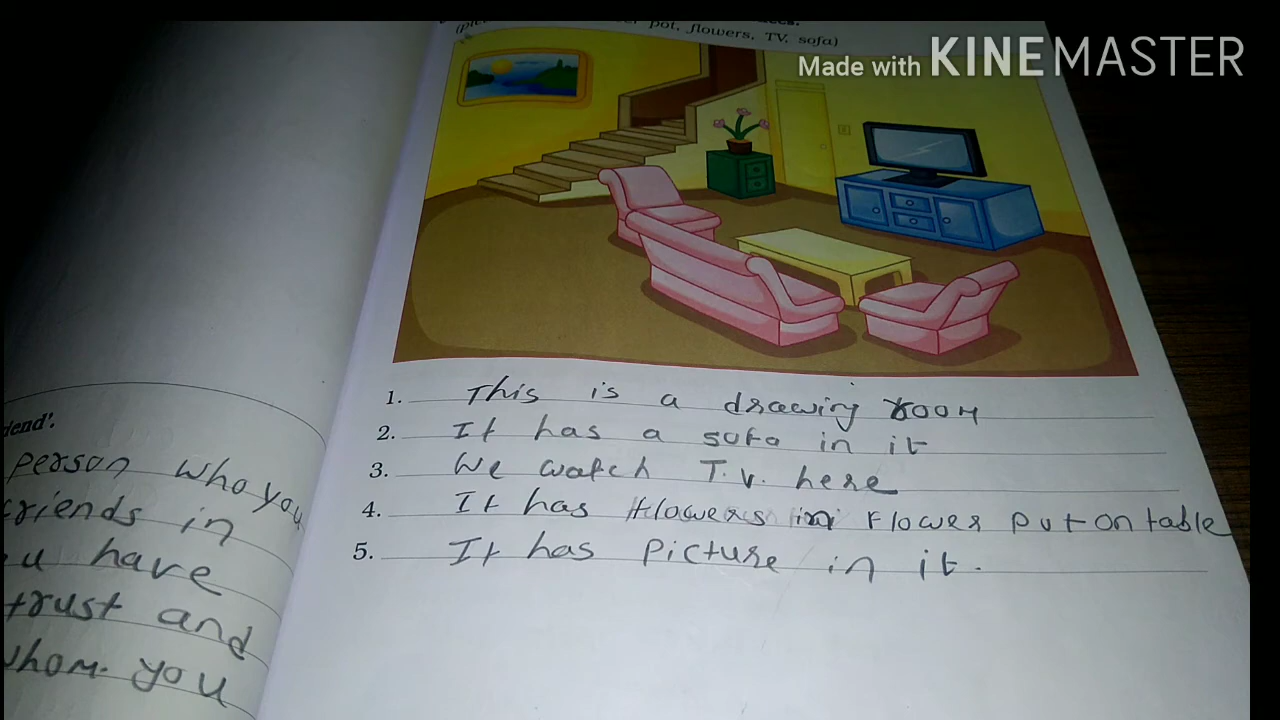 pot, flowers, TV, sofa)
Made with KINEMASTER
1. This is a drawing room
2. It has a sofa in it
3. We watch T.V. here
4. It has flowers in flower put on table
5. It has picture in it.
person who you
friends in
have
trust and
whom you